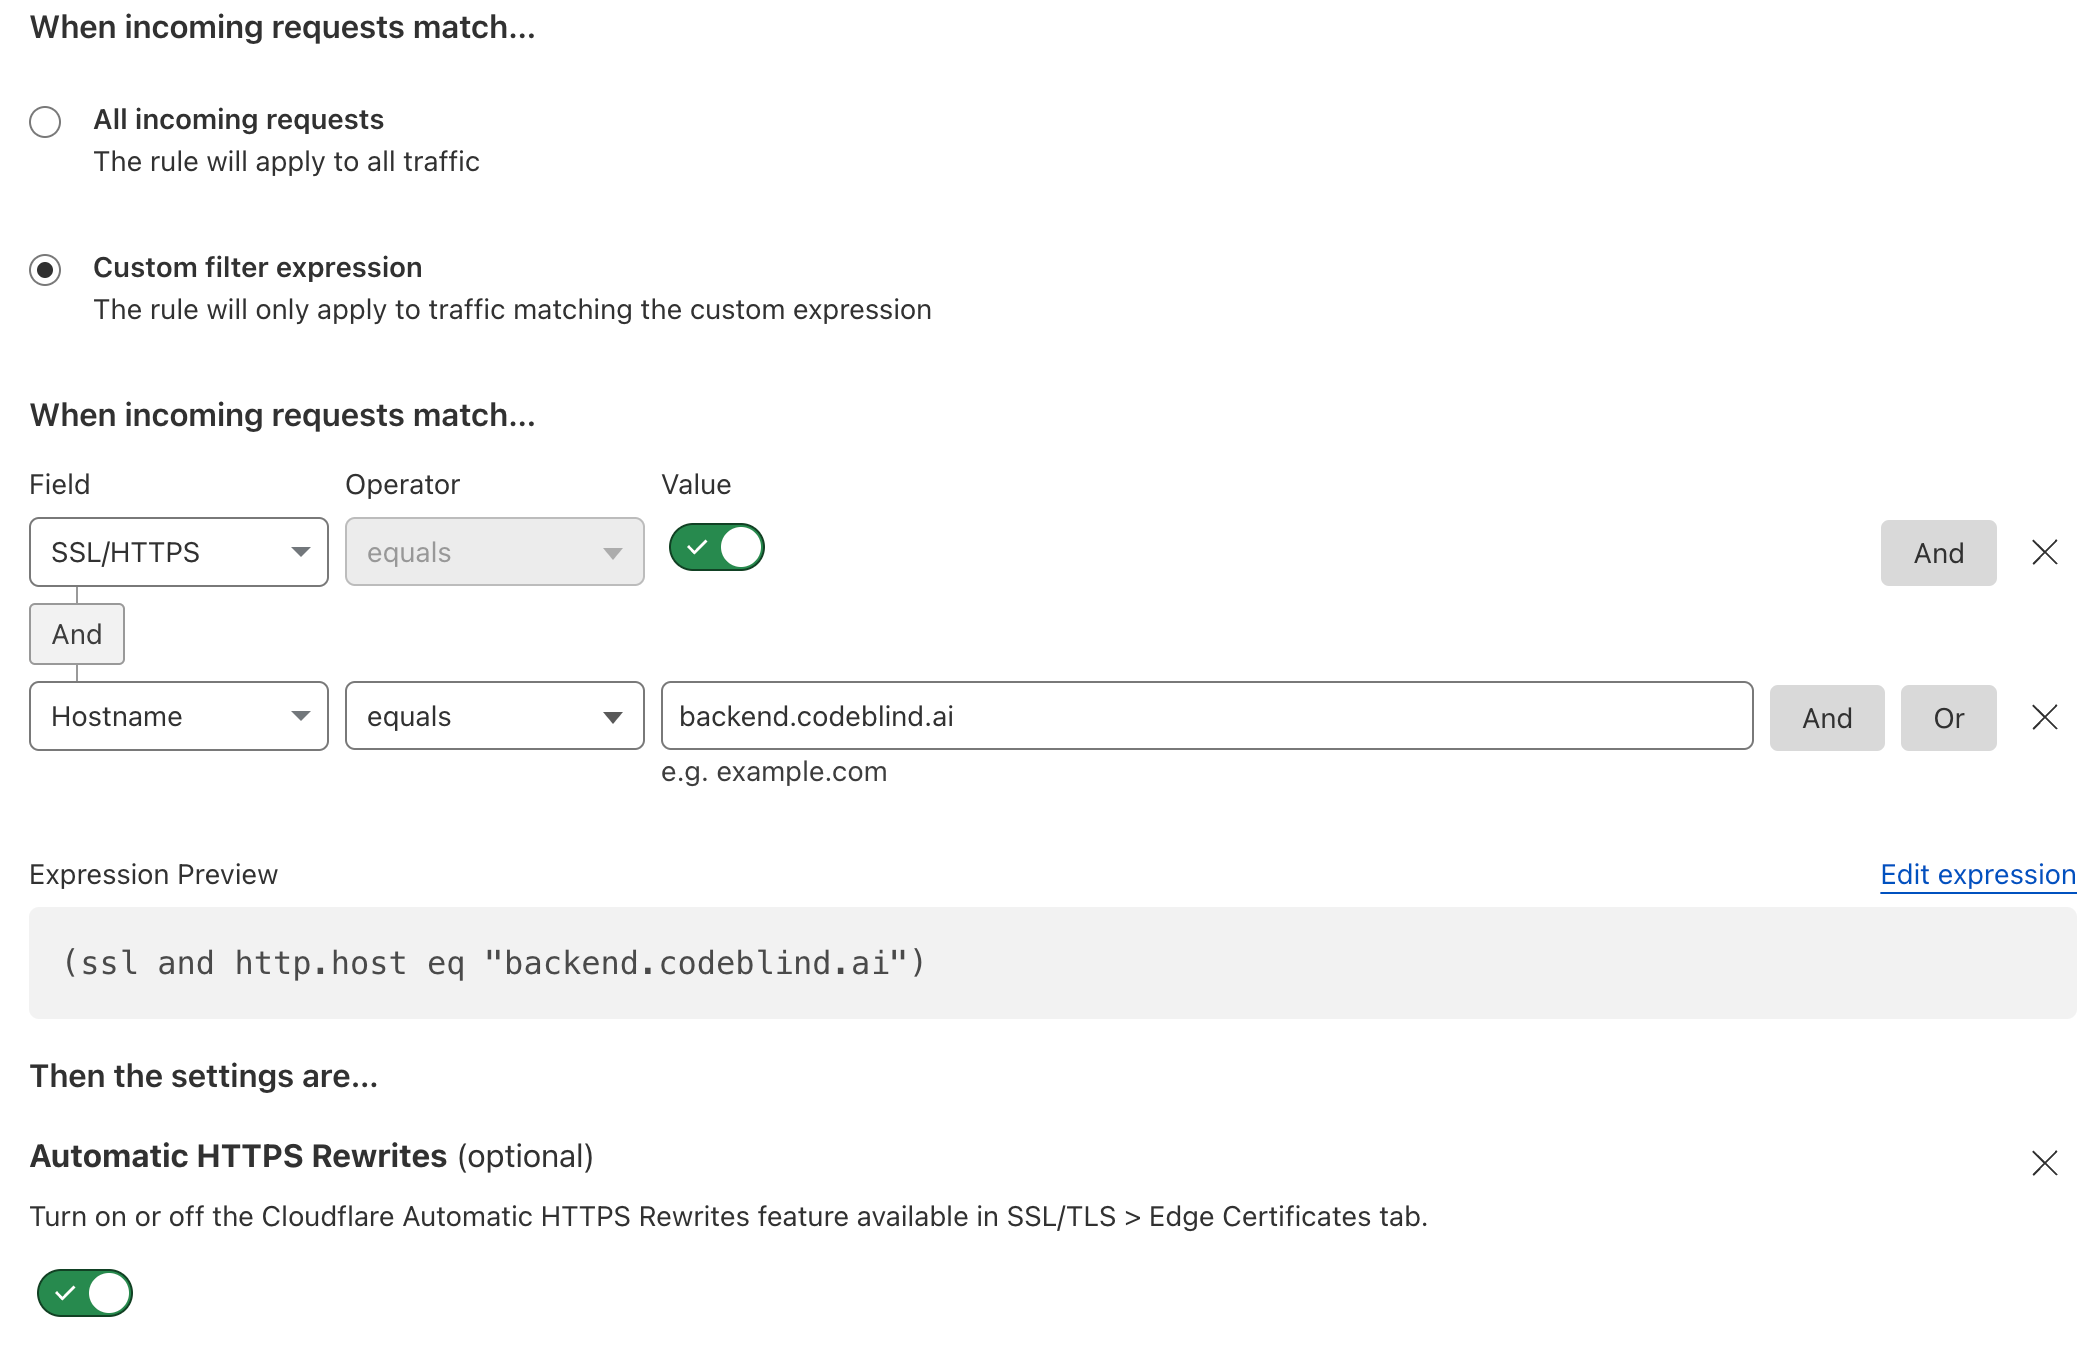 When incoming requests match...
All incoming requests
The rule will apply to all traffic
Custom filter expression
The rule will only apply to traffic matching the custom expression
When incoming requests match...
Field Operator Value
SSL/HTTPS equals And
And
Hostname equals backend.codeblind.ai And Or
e.g. example.com
Expression Preview Edit expression
(ssl and http.host eq "backend.codeblind.ai")
Then the settings are...
Automatic HTTPS Rewrites (optional)
Turn on or off the Cloudflare Automatic HTTPS Rewrites feature available in SSL/TLS > Edge Certificates tab.